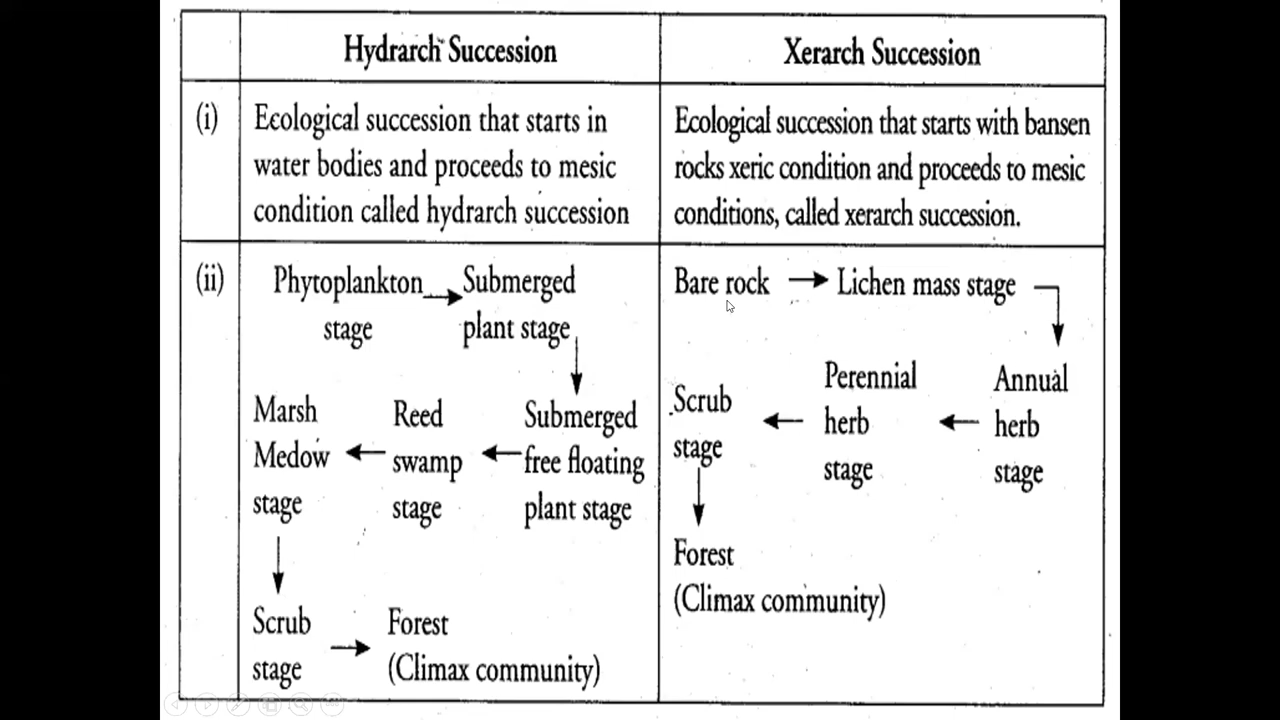 Hydrarch Succession
Xerarch Succession
(i)
Ecological succession that starts in
water bodies and proceeds to mesic
condition called hydrarch succession
Ecological succession that starts with bansen
rocks xeric condition and proceeds to mesic
conditions, called xerarch succession.
(ii)
Phytoplankton
stage
Submerged
plant stage
Submerged
free floating
plant stage
Reed
swamp
stage
Marsh
Medow
stage
Scrub
stage
Forest
(Climax community)
Bare rock
Lichen mass stage
Annual
herb
stage
Perennial
herb
stage
Scrub
stage
Forest
(Climax community)